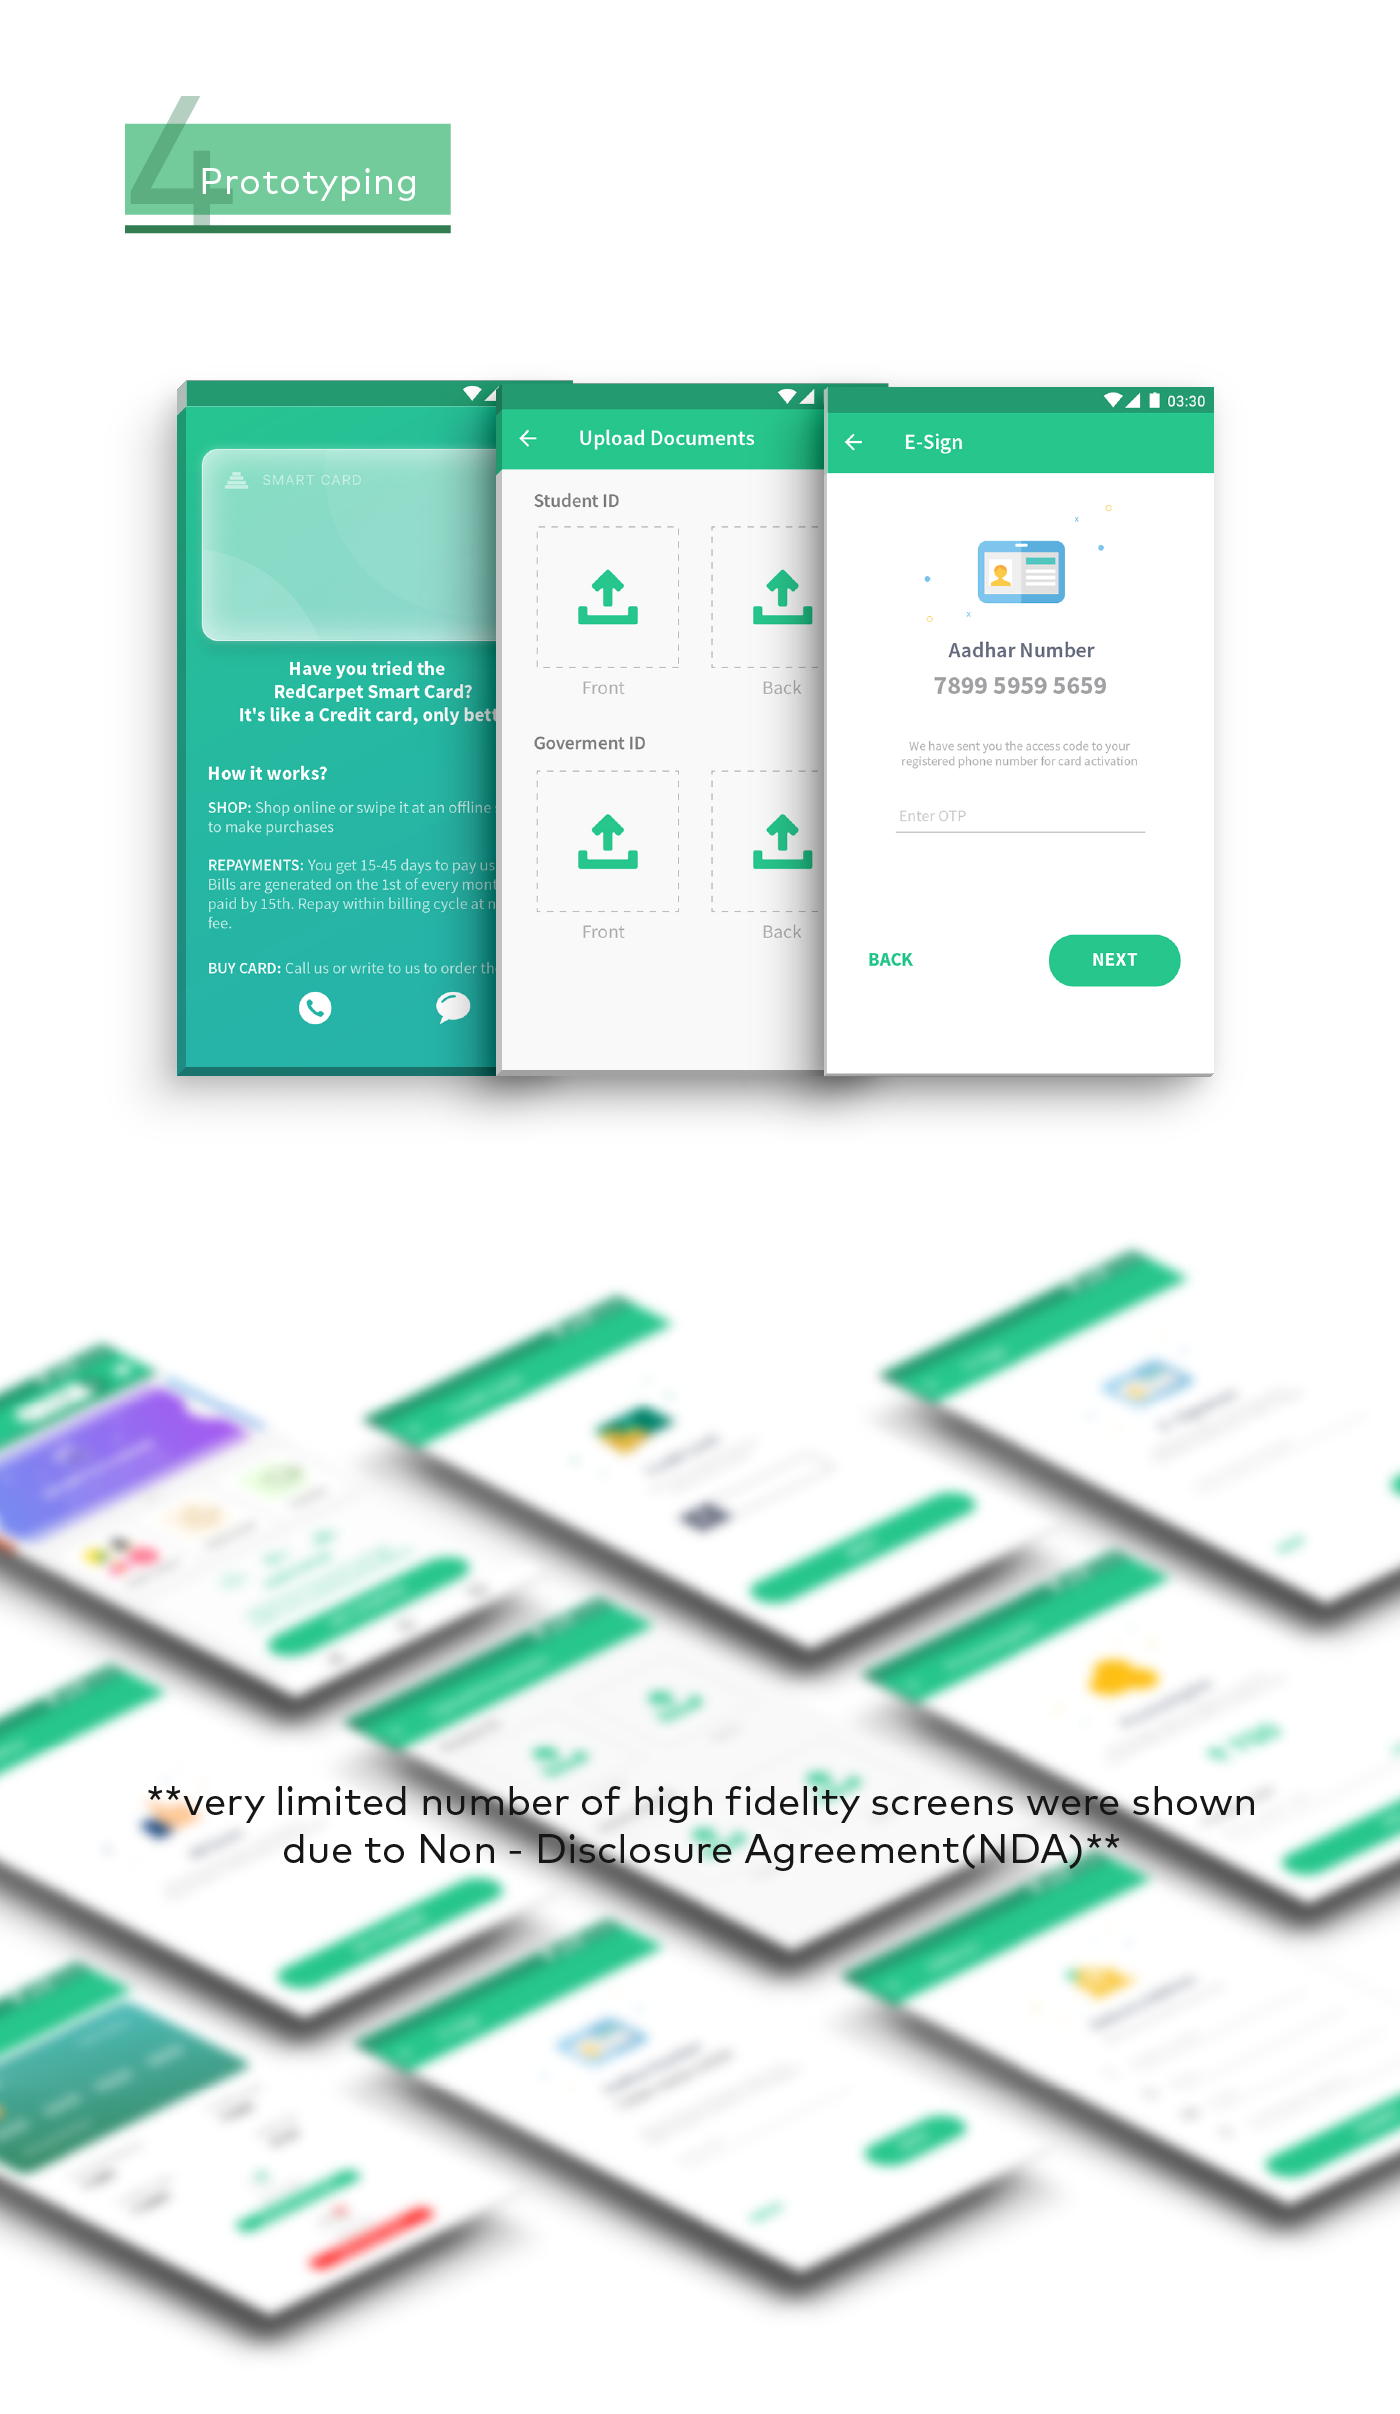 4
Prototyping
SMART CARD
Have you tried the
RedCarpet Smart Card?
It's like a Credit card, only
How it works?
SHOP: Shop online or swipe it at an offline
to make purchases
REPAYMENTS: You get 15-45 days to pay us
Bills are generated on the 1st of every
paid by 15th. Repay within billing cycle at
fee.
BUY CARD: Call us or write to us to order
Upload Documents
Student ID
Front
Back
Goverment ID
Front
Back
03:30
E-Sign
Aadhar Number
7899 5959 5659
We have sent you the access code to your
registered phone number for card activation
Enter OTP
BACK
NEXT
**very limited number of high fidelity screens were shown
due to Non - Disclosure Agreement(NDA)**